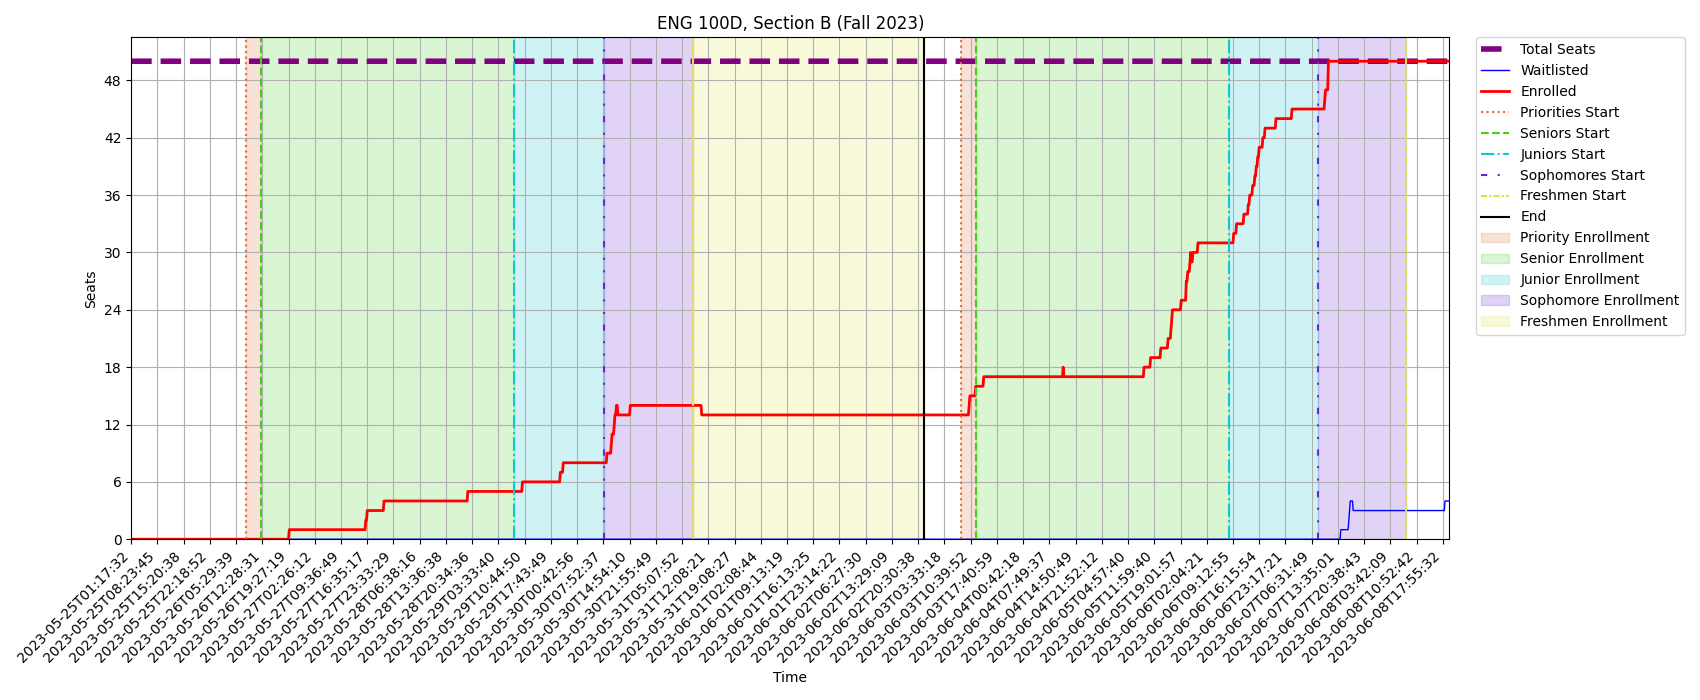 ENG 100D, Section B (Fall 2023)
Total Seats
Waitlisted
Enrolled
Priorities Start
Seniors Start
Juniors Start
Sophomores Start
Freshmen Start
End
Priority Enrollment
Senior Enrollment
Junior Enrollment
Sophomore Enrollment
Freshmen Enrollment
Seats
48
42
36
30
24
18
12
6
0
2023-05-25T01:17:32
2023-05-25T08:23:45
2023-05-25T15:20:38
2023-05-25T22:18:52
2023-05-26T05:29:39
2023-05-26T12:28:31
2023-05-26T19:27:19
2023-05-27T02:26:12
2023-05-27T09:36:49
2023-05-27T16:35:17
2023-05-27T23:33:29
2023-05-28T06:38:16
2023-05-28T13:36:38
2023-05-28T20:34:36
2023-05-29T03:33:40
2023-05-29T10:44:50
2023-05-29T17:43:49
2023-05-30T00:42:56
2023-05-30T07:52:37
2023-05-30T14:54:10
2023-05-30T21:55:49
2023-05-31T05:07:52
2023-05-31T12:08:21
2023-05-31T19:08:27
2023-06-01T02:08:44
2023-06-01T09:13:19
2023-06-01T16:13:25
2023-06-01T23:14:22
2023-06-02T06:27:30
2023-06-02T13:29:09
2023-06-02T20:30:38
2023-06-03T03:33:18
2023-06-03T10:39:52
2023-06-03T17:40:59
2023-06-04T00:42:18
2023-06-04T07:49:37
2023-06-04T14:50:49
2023-06-04T21:52:12
2023-06-05T04:57:40
2023-06-05T11:59:40
2023-06-05T19:01:57
2023-06-06T02:04:21
2023-06-06T09:12:55
2023-06-06T16:15:54
2023-06-06T23:17:21
2023-06-07T06:31:49
2023-06-07T13:35:01
2023-06-07T20:38:43
2023-06-08T03:42:09
2023-06-08T10:52:42
2023-06-08T17:55:32
Time